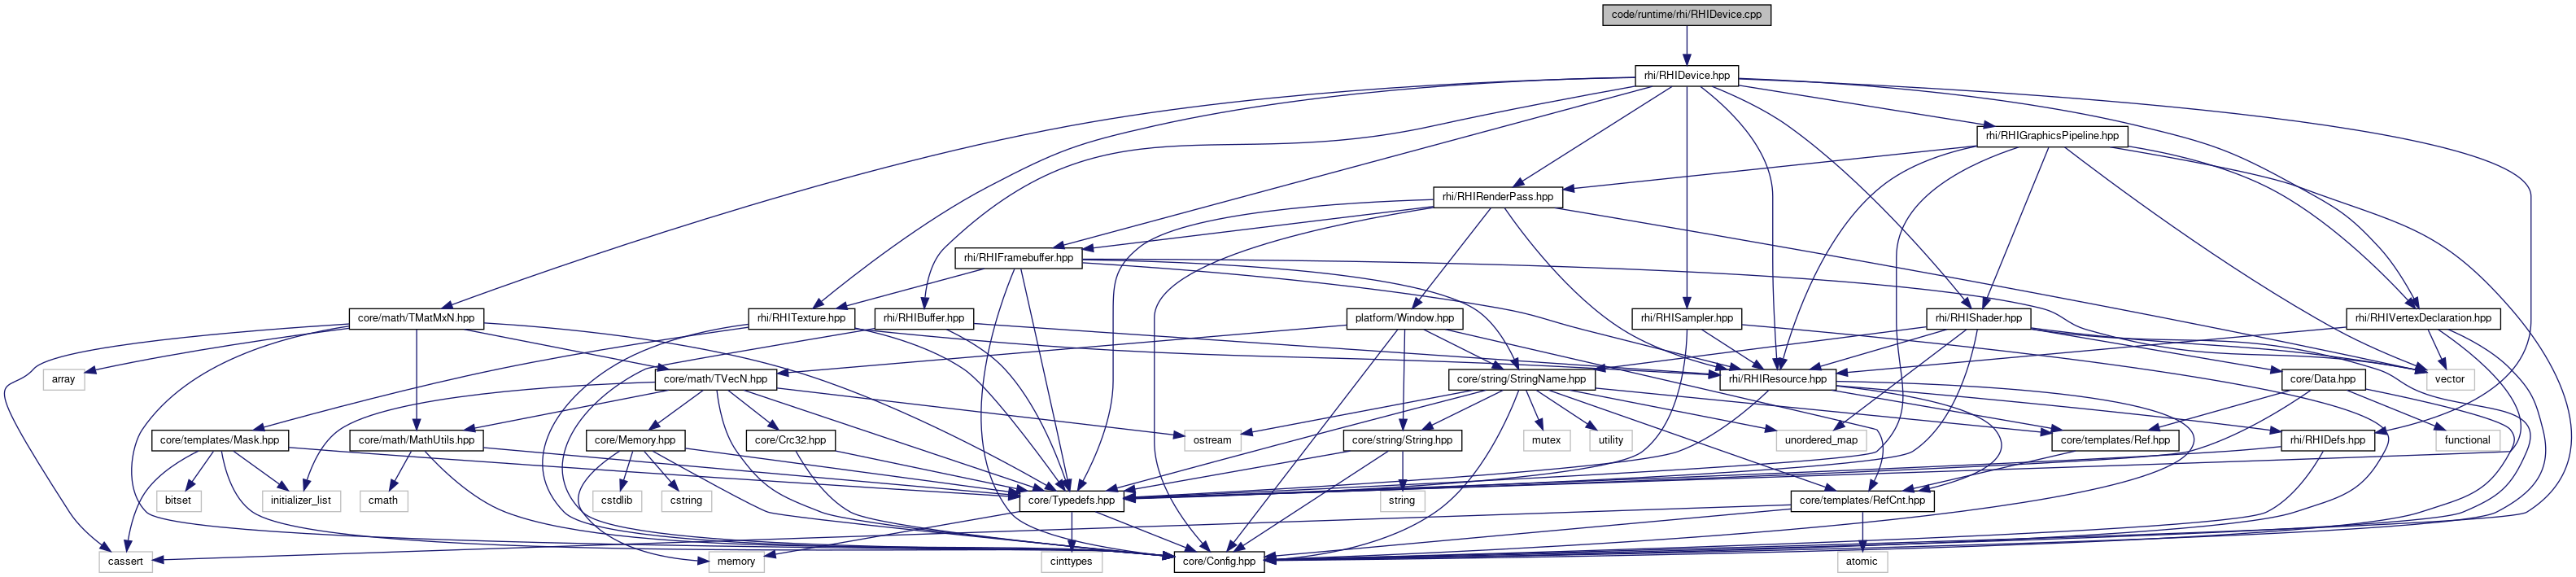 code/runtime/rhi/RHIDevice.cpp
rhi/RHIDevice.hpp
rhi/RHIGraphicsPipeline.hpp
rhi/RHIRenderPass.hpp
rhi/RHIFramebuffer.hpp
core/math/TMatMxN.hpp
rhi/RHITexture.hpp
rhi/RHIBuffer.hpp
platform/Window.hpp
rhi/RHISampler.hpp
rhi/RHIShader.hpp
rhi/RHIVertexDeclaration.hpp
array
core/math/TVecN.hpp
core/string/StringName.hpp
rhi/RHIResource.hpp
core/Data.hpp
vector
core/templates/Mask.hpp
core/math/MathUtils.hpp
core/Memory.hpp
core/Crc32.hpp
ostream
core/string/String.hpp
mutex
utility
unordered_map
core/templates/Ref.hpp
rhi/RHIDefs.hpp
functional
bitset
initializer_list
cmath
cstdlib
cstring
core/Typedefs.hpp
string
core/templates/RefCnt.hpp
cassert
memory
cinttypes
core/Config.hpp
atomic